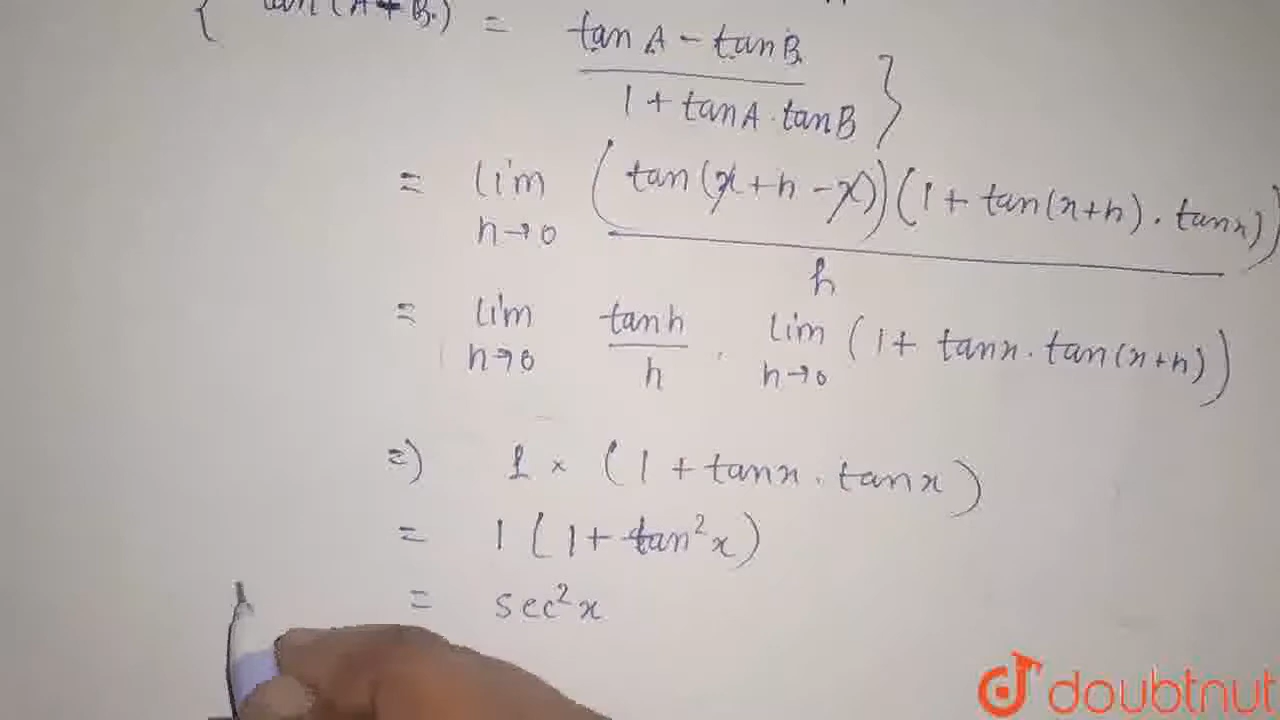 { tan(A-B) = tanA - tanB
1 + tanA . tanB }
= lim (tan(x+h-x))(1 + tan(x+h) . tanx)
h→0 h
= lim tanh . lim (1 + tanx . tan(x+h))
h→0 h h→0
=) 1 × (1 + tanx . tanx)
= 1 (1 + tan²x)
= sec²x
doubtnut